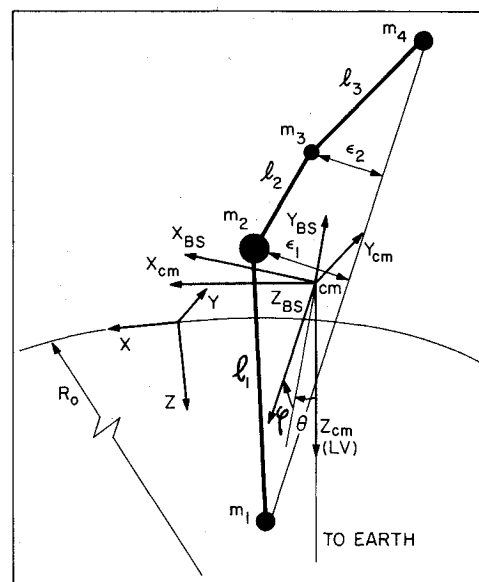 m4
ℓ3
m3
ϵ2
ℓ2
m2
YBS
ϵ1
XBS
Ycm
Xcm
cm
ZBS
Y
X
Z
ℓ1
Ro
φ
θ
Zcm
(LV)
m1
TO EARTH